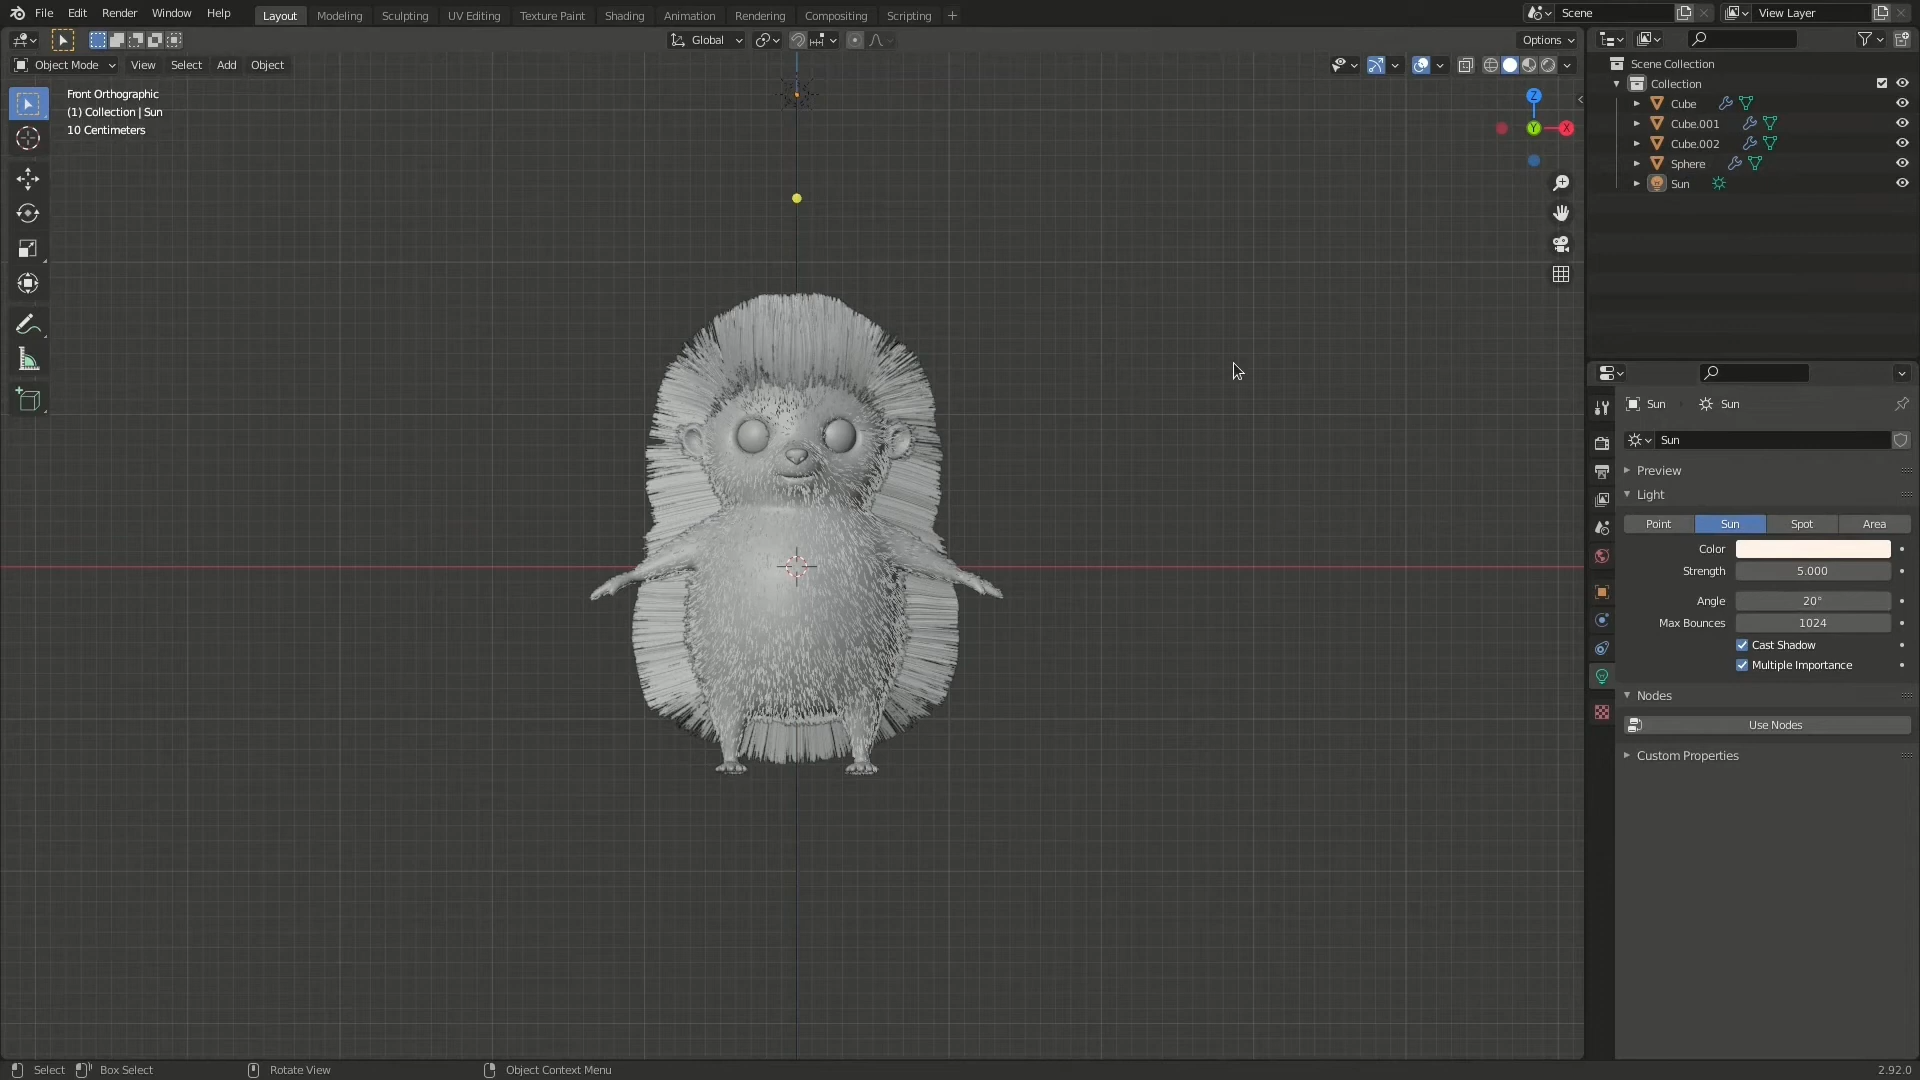 File Edit Render Window Help Layout Modeling Sculpting UV Editing Texture Paint Shading Animation Rendering Compositing Scripting + Scene View Layer
Global Options
Object Mode View Select Add Object
Front Orthographic
(1) Collection | Sun
10 Centimeters
Z
Y
X
Scene Collection
Collection
Cube
Cube.001
Cube.002
Sphere
Sun
Sun Sun
Sun
Preview
Light
Point Sun Spot Area
Color
Strength 5.000
Angle 20°
Max Bounces 1024
Cast Shadow
Multiple Importance
Nodes
Use Nodes
Custom Properties
Select Box Select Rotate View Object Context Menu 2.92.0